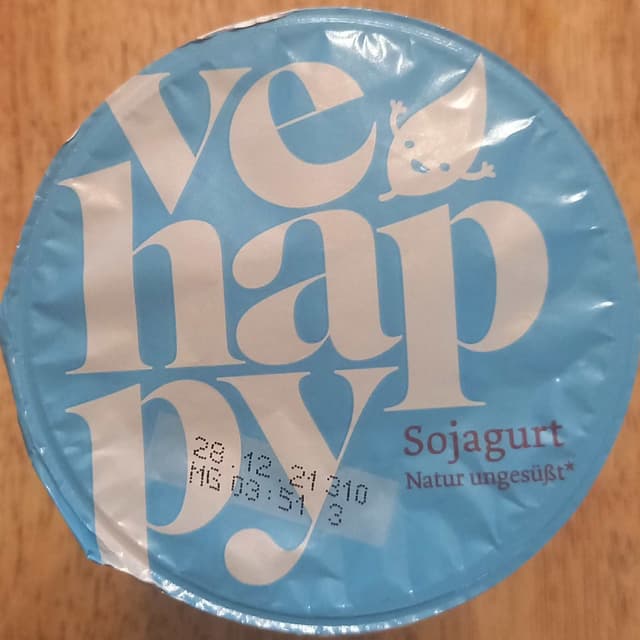 ve
hap
py
Sojagurt
Natur ungesüßt*
28.12.21 310
MG 03:51 3